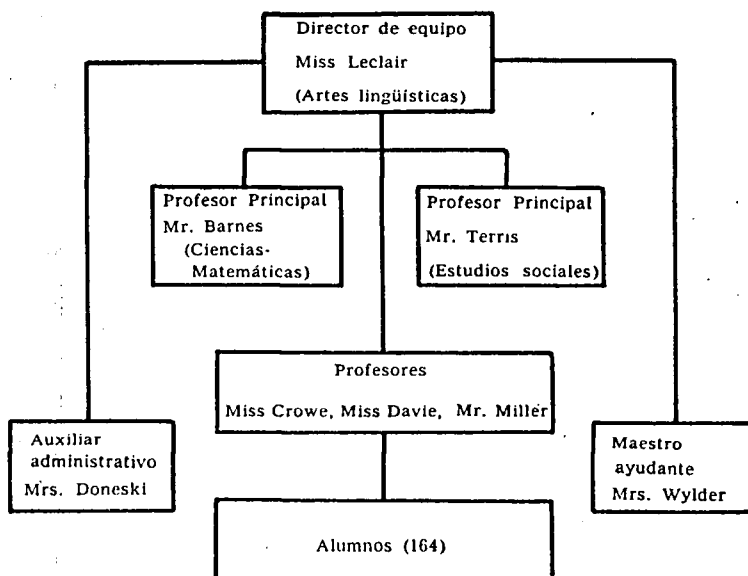 Director de equipo
Miss Leclair
(Artes lingüísticas)
Profesor Principal
Mr. Barnes
(Ciencias-
Matemáticas)
Profesor Principal
Mr. Terris
(Estudios sociales)
Profesores
Miss Crowe, Miss Davie, Mr. Miller
Auxiliar
administrativo
Mrs. Doneski
Maestro
ayudante
Mrs. Wylder
Alumnos (164)